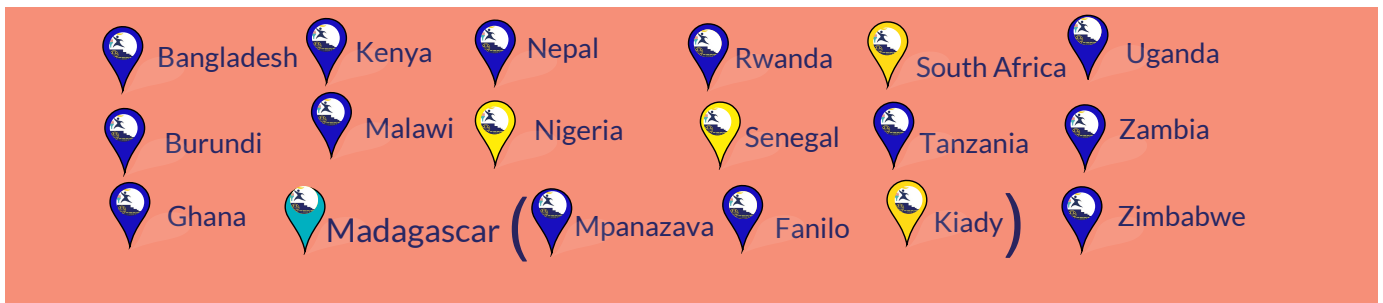 Bangladesh Kenya Nepal Rwanda South Africa Uganda
Burundi Malawi Nigeria Senegal Tanzania Zambia
Ghana Madagascar ( Mpanazava Fanilo Kiady ) Zimbabwe